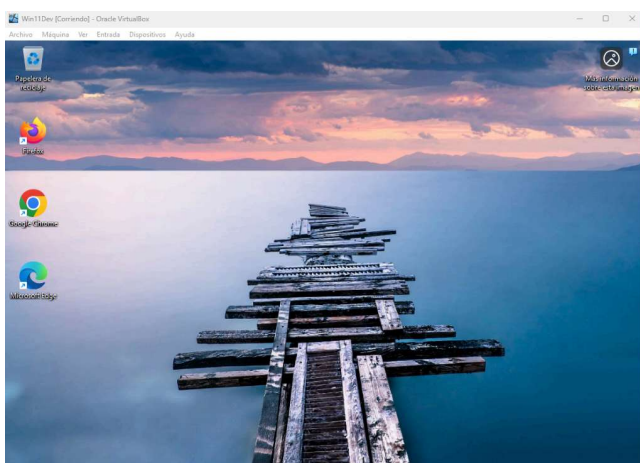 Win11Dev [Corriendo] - Oracle VirtualBox
Archivo Máquina Ver Entrada Dispositivos Ayuda
Papelera de
reciclaje
Más información
sobre esta imagen
Firefox
Google Chrome
Microsoft Edge